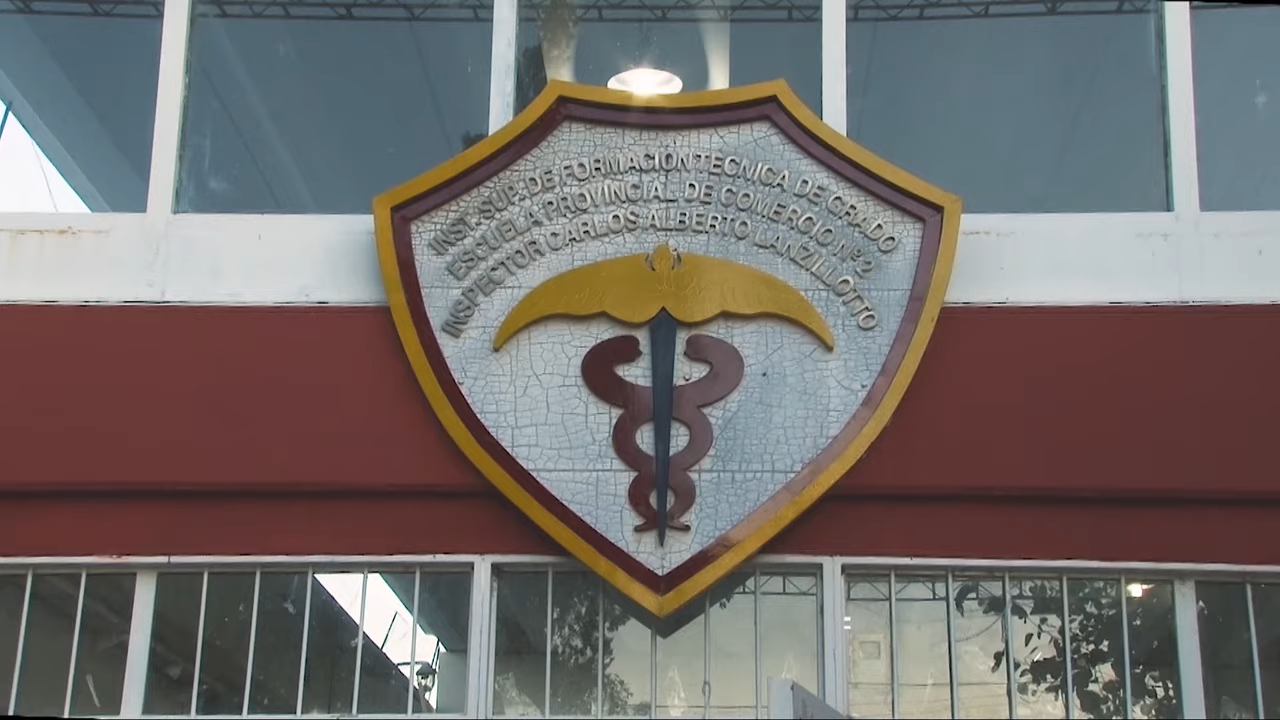 INST. SUP. DE FORMACION TECNICA DE GRADO
ESCUELA PROVINCIAL DE COMERCIO Nº2
INSPECTOR CARLOS ALBERTO LANZILLOTTO